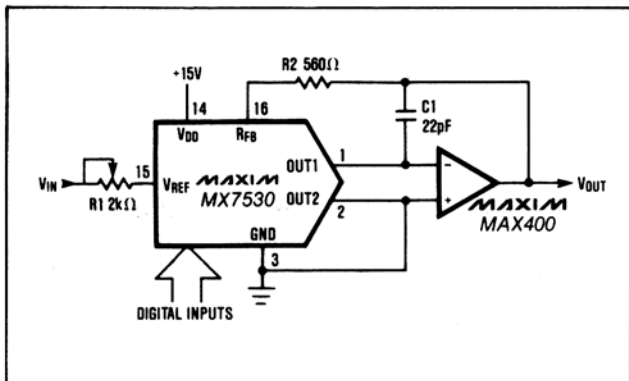 R2 560Ω
+15V
C1
22pF
14
16
VDD
RFB
1
OUT1
−
VIN
15
VREF
MAXIM
MX7530
VOUT
R1 2kΩ
OUT2
+
2
MAXIM
MAX400
GND
3
DIGITAL INPUTS